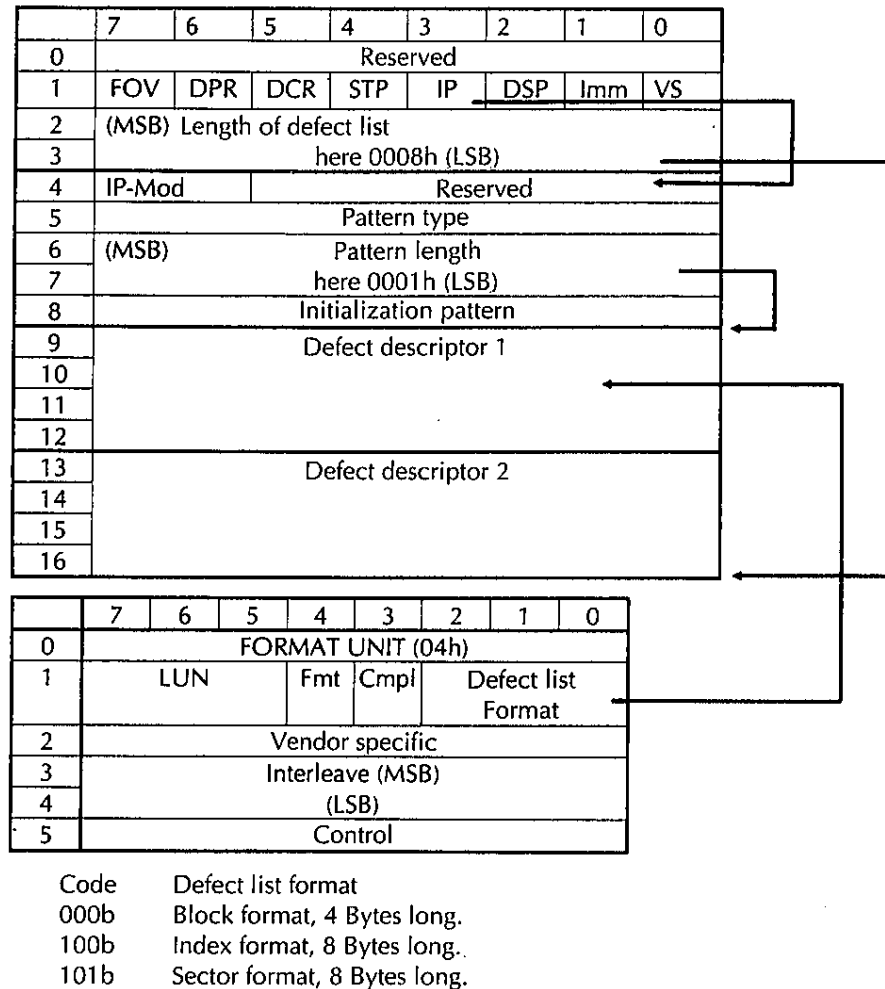 7 6 5 4 3 2 1 0
0 Reserved
1 FOV DPR DCR STP IP DSP Imm VS
2 (MSB) Length of defect list
3 here 0008h (LSB)
4 IP-Mod Reserved
5 Pattern type
6 (MSB) Pattern length
7 here 0001h (LSB)
8 Initialization pattern
9 Defect descriptor 1
10
11
12
13 Defect descriptor 2
14
15
16
7 6 5 4 3 2 1 0
0 FORMAT UNIT (04h)
1 LUN Fmt Cmpl Defect list
Format
2 Vendor specific
3 Interleave (MSB)
4 (LSB)
5 Control
Code Defect list format
000b Block format, 4 Bytes long.
100b Index format, 8 Bytes long.
101b Sector format, 8 Bytes long.